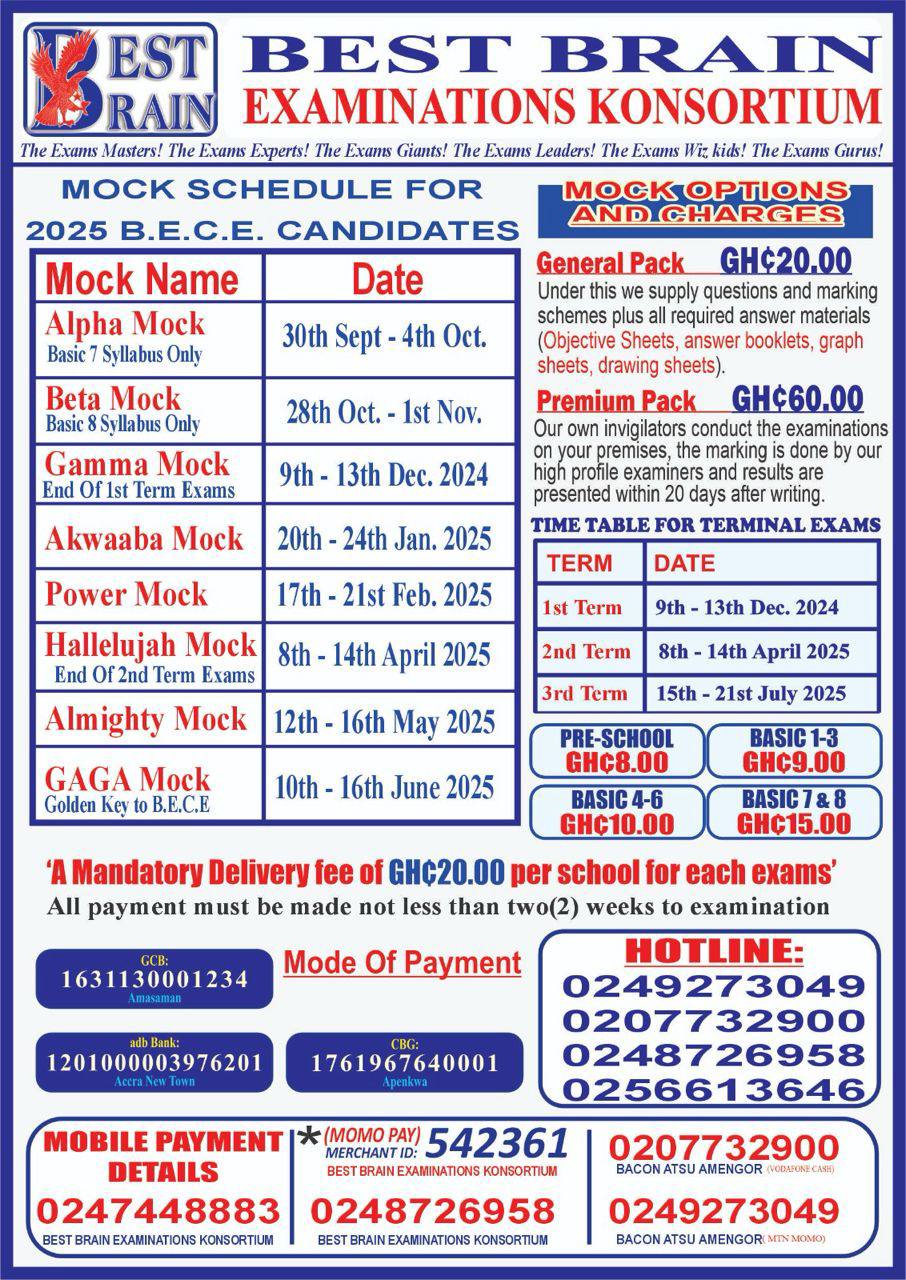 BEST BRAIN
BEST BRAIN
EXAMINATIONS KONSORTIUM
The Exams Masters! The Exams Experts! The Exams Giants! The Exams Leaders! The Exams Wiz kids! The Exams Gurus!
MOCK SCHEDULE FOR
2025 B.E.C.E. CANDIDATES
Mock Name Date
Alpha Mock
Basic 7 Syllabus Only
30th Sept - 4th Oct.
Beta Mock
Basic 8 Syllabus Only
28th Oct. - 1st Nov.
Gamma Mock
End Of 1st Term Exams
9th - 13th Dec. 2024
Akwaaba Mock 20th - 24th Jan. 2025
Power Mock 17th - 21st Feb. 2025
Hallelujah Mock
End Of 2nd Term Exams
8th - 14th April 2025
Almighty Mock 12th - 16th May 2025
GAGA Mock
Golden Key to B.E.C.E
10th - 16th June 2025
MOCK OPTIONS
AND CHARGES
General Pack GH¢20.00
Under this we supply questions and marking
schemes plus all required answer materials
(Objective Sheets, answer booklets, graph
sheets, drawing sheets).
Premium Pack GH¢60.00
Our own invigilators conduct the examinations
on your premises, the marking is done by our
high profile examiners and results are
presented within 20 days after writing.
TIME TABLE FOR TERMINAL EXAMS
TERM DATE
1st Term 9th - 13th Dec. 2024
2nd Term 8th - 14th April 2025
3rd Term 15th - 21st July 2025
PRE-SCHOOL
GH¢8.00
BASIC 1-3
GH¢9.00
BASIC 4-6
GH¢10.00
BASIC 7 & 8
GH¢15.00
'A Mandatory Delivery fee of GH¢20.00 per school for each exams'
All payment must be made not less than two(2) weeks to examination
GCB:
1631130001234
Amasaman
Mode Of Payment
adb Bank:
1201000003976201
Accra New Town
CBG:
1761967640001
Apenkwa
HOTLINE:
0249273049
0207732900
0248726958
0256613646
MOBILE PAYMENT
DETAILS
0247448883
BEST BRAIN EXAMINATIONS KONSORTIUM
*(MOMO PAY)
MERCHANT ID: 542361
BEST BRAIN EXAMINATIONS KONSORTIUM
0248726958
BEST BRAIN EXAMINATIONS KONSORTIUM
0207732900
BACON ATSU AMENGOR (VODAFONE CASH)
0249273049
BACON ATSU AMENGOR( MTN MOMO)